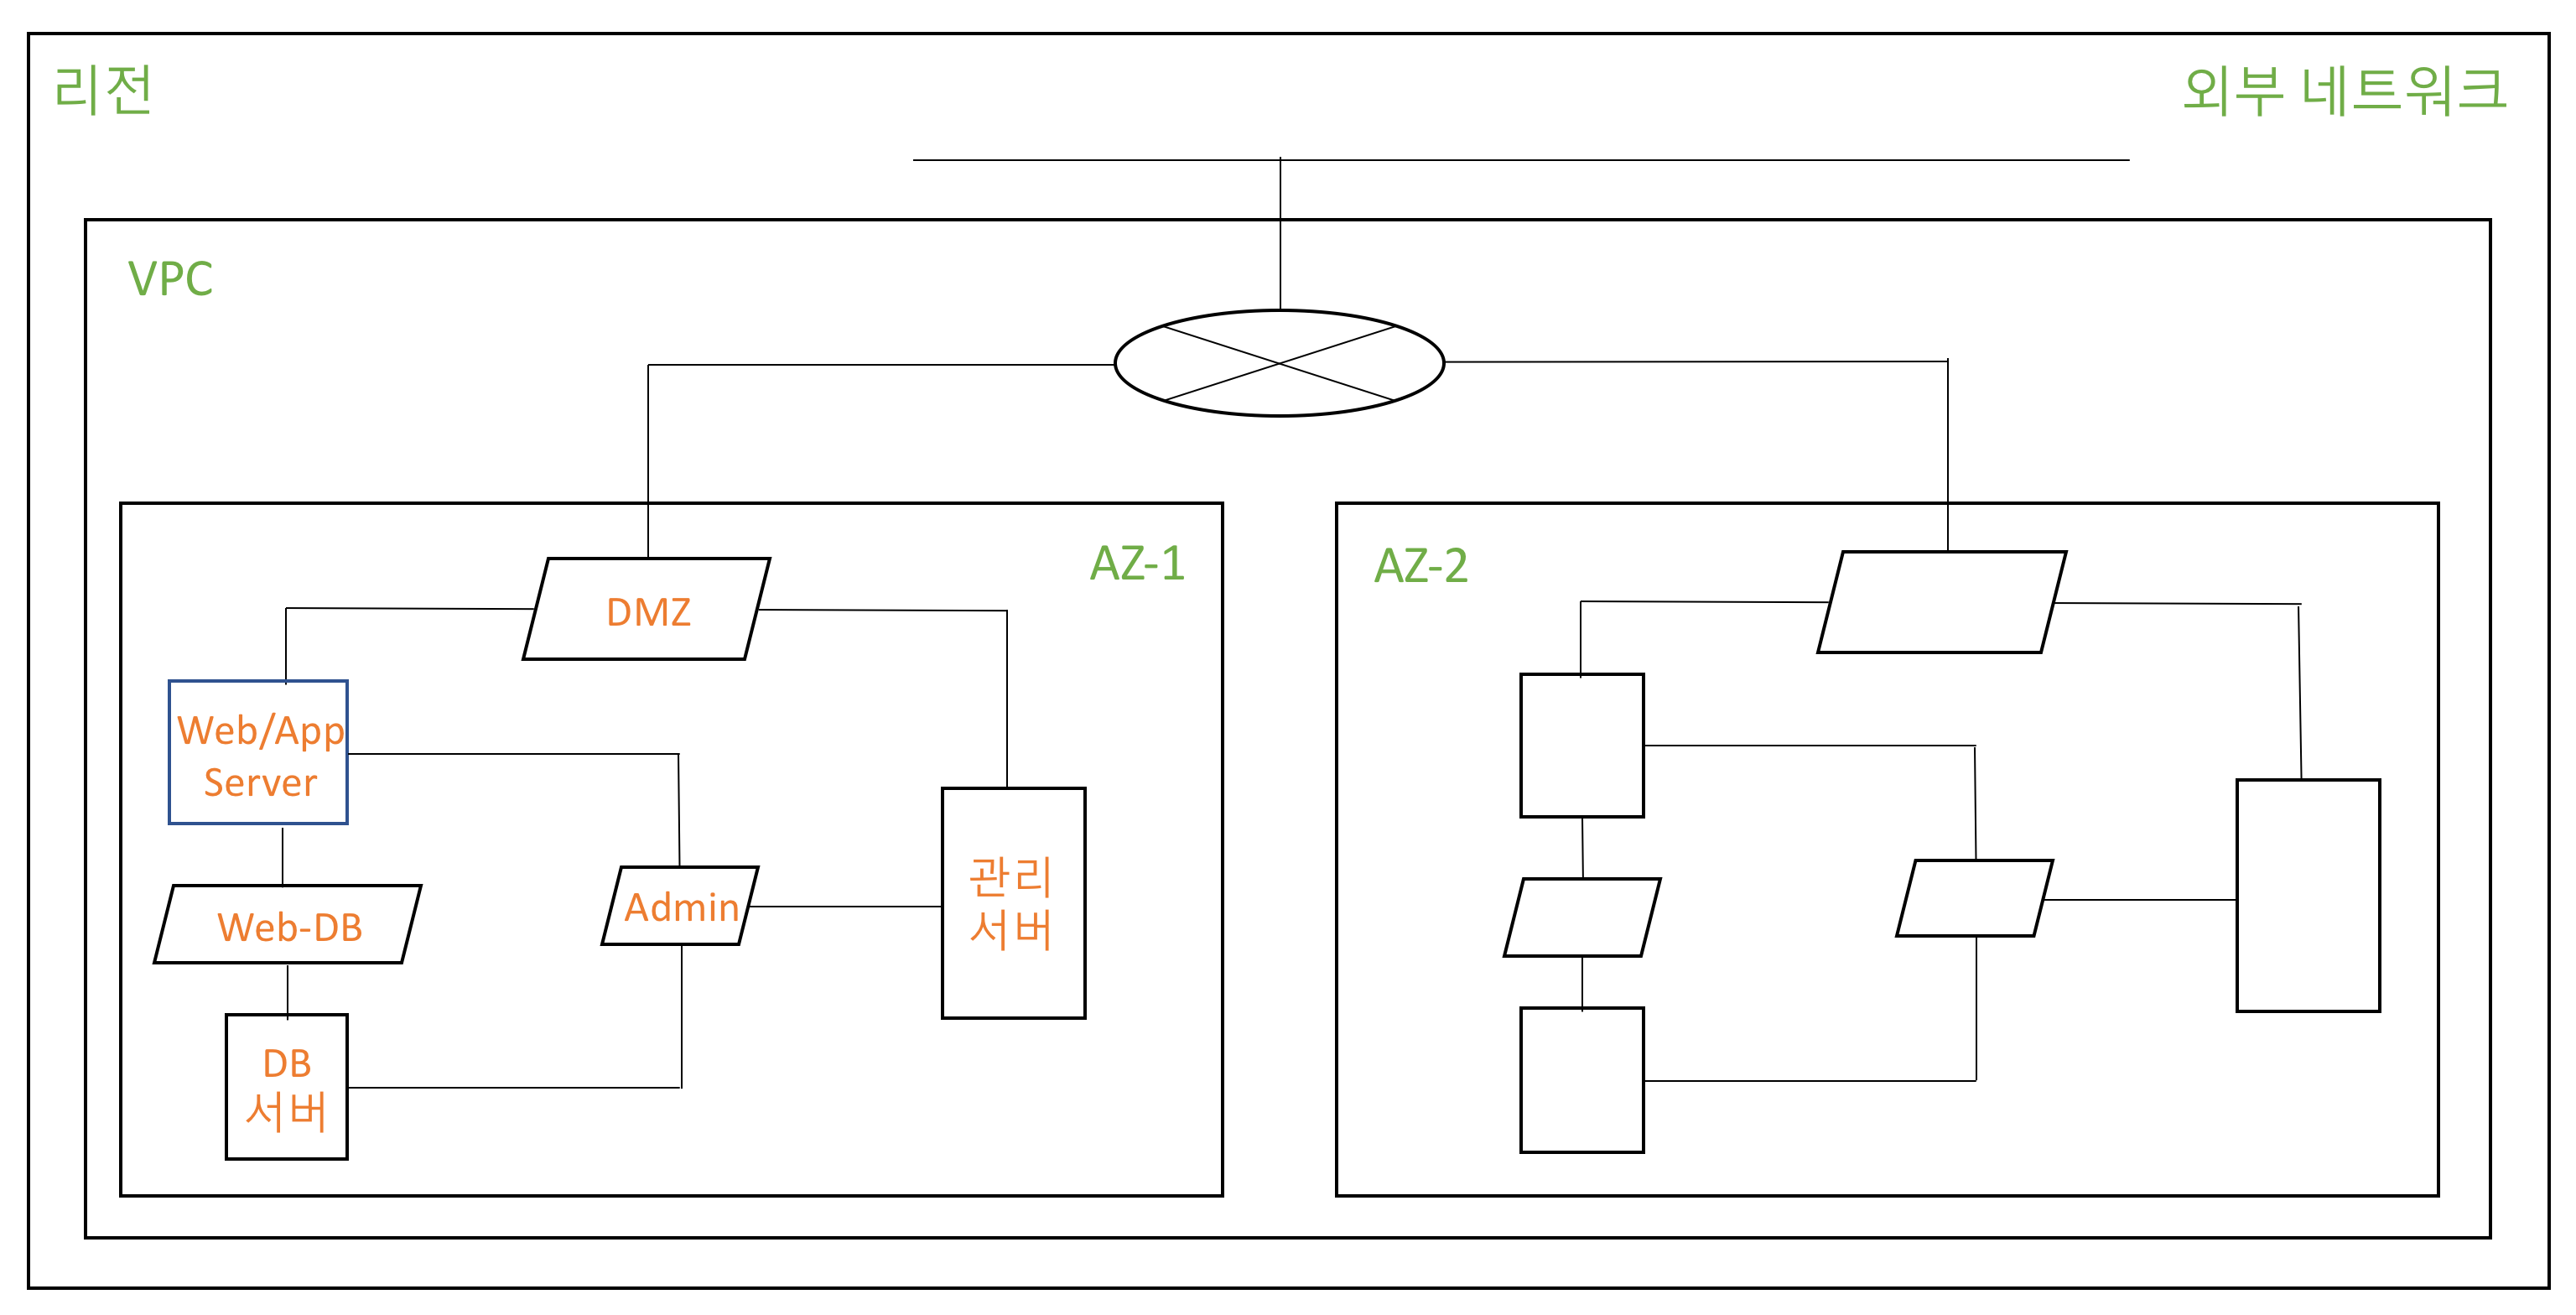 리전
외부 네트워크
VPC
AZ-1
DMZ
Web/App
Server
Web-DB
Admin
관리
서버
DB
서버
AZ-2